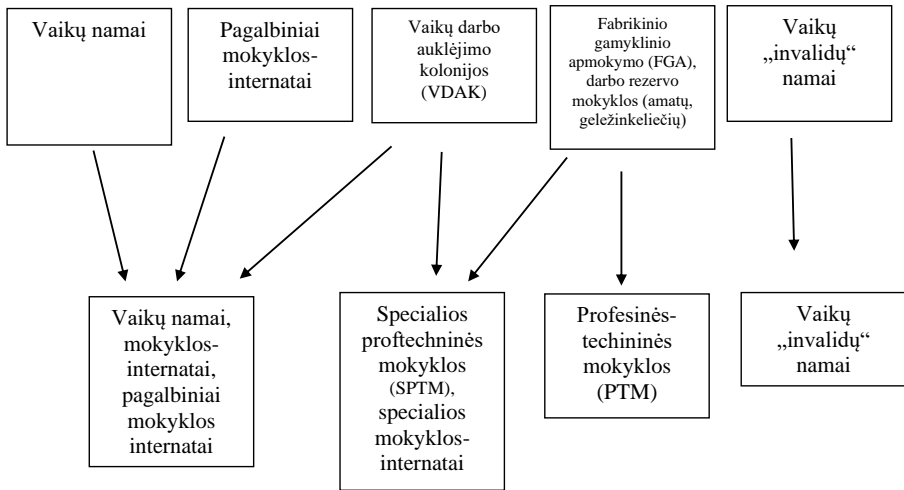 Vaikų namai
Pagalbiniai
mokyklos-
internatai
Vaikų darbo
auklėjimo
kolonijos
(VDAK)
Fabrikinio
gamyklinio
apmokymo (FGA),
darbo rezervo
mokyklos (amatų,
geležinkeliečių)
Vaikų
„invalidų“
namai
Vaikų namai,
mokyklos-
internatai,
pagalbiniai
mokyklos
internatai
Specialios
proftechninės
mokyklos
(SPTM),
specialios
mokyklos-
internatai
Profesinės-
techininės
mokyklos
(PTM)
Vaikų
„invalidų“
namai